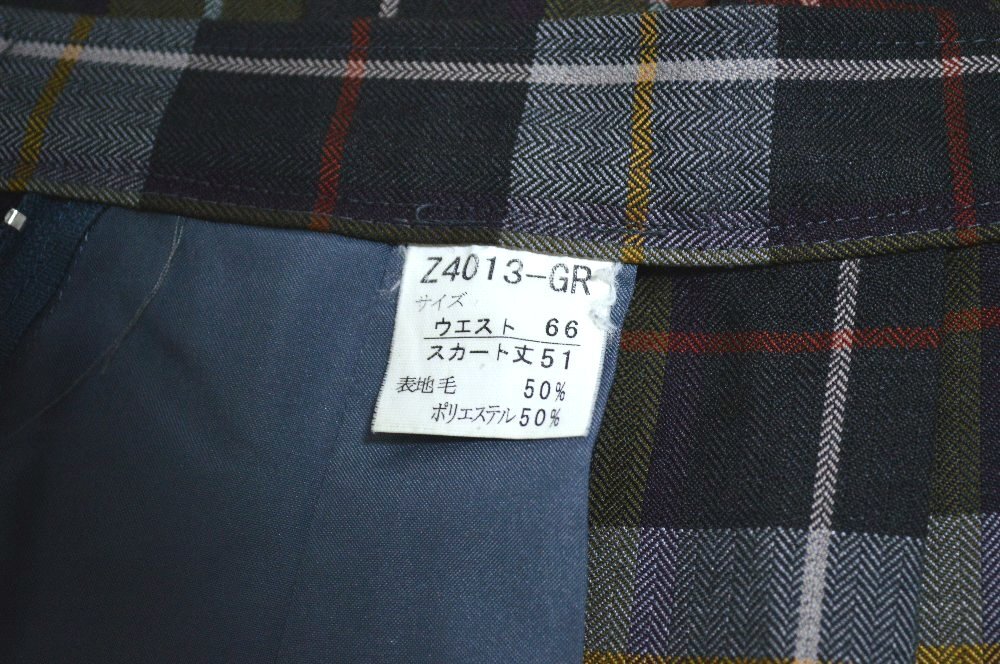 Z4013-GR
サイズ
ウエスト 66
スカート丈 51
表地 毛 50%
ポリエステル 50%